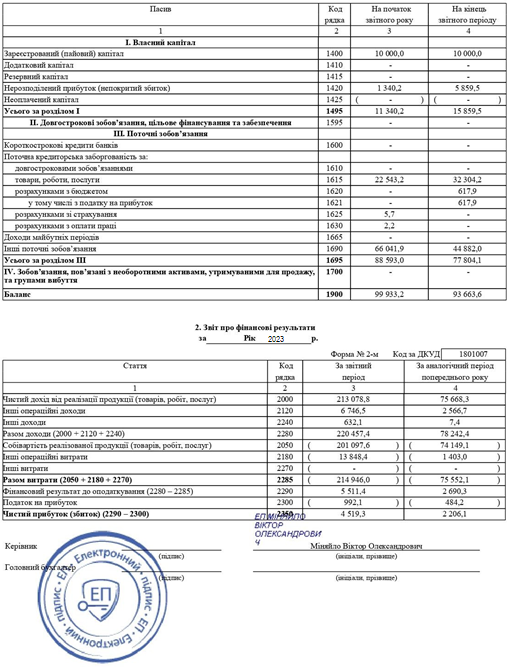 Пасив Код рядка На початок звітного року На кінець звітного періоду
1 2 3 4
І. Власний капітал
Зареєстрований (пайовий) капітал 1400 10 000,0 10 000,0
Додатковий капітал 1410 - -
Резервний капітал 1415 - -
Нерозподілений прибуток (непокритий збиток) 1420 1 340,2 5 859,5
Неоплачений капітал 1425 ( - ) ( - )
Усього за розділом І 1495 11 340,2 15 859,5
ІІ. Довгострокові зобов’язання, цільове фінансування та забезпечення 1595 - -
ІІІ. Поточні зобов’язання
Короткострокові кредити банків 1600 - -
Поточна кредиторська заборгованість за:
довгостроковими зобов’язаннями 1610 - -
товари, роботи, послуги 1615 22 543,2 32 304,2
розрахунками з бюджетом 1620 - 617,9
у тому числі з податку на прибуток 1621 - 617,9
розрахунками зі страхування 1625 5,7 -
розрахунками з оплати праці 1630 2,2 -
Доходи майбутніх періодів 1665 - -
Інші поточні зобов’язання 1690 66 041,9 44 882,0
Усього за розділом ІІІ 1695 88 593,0 77 804,1
ІV. Зобов’язання, пов’язані з необоротними активами, утримуваними для продажу, та групами вибуття 1700 - -
Баланс 1900 99 933,2 93 663,6
2. Звіт про фінансові результати
за Рік 2023 р.
Форма № 2-м Код за ДКУД 1801007
Стаття Код рядка За звітний період За аналогічний період попереднього року
1 2 3 4
Чистий дохід від реалізації продукції (товарів, робіт, послуг) 2000 213 078,8 75 668,3
Інші операційні доходи 2120 6 746,5 2 566,7
Інші доходи 2240 632,1 7,4
Разом доходи (2000 + 2120 + 2240) 2280 220 457,4 78 242,4
Собівартість реалізованої продукції (товарів, робіт, послуг) 2050 ( 201 097,6 ) ( 74 149,1 )
Інші операційні витрати 2180 ( 13 848,4 ) ( 1 403,0 )
Інші витрати 2270 ( - ) ( - )
Разом витрати (2050 + 2180 + 2270) 2285 ( 214 946,0 ) ( 75 552,1 )
Фінансовий результат до оподаткування (2280 – 2285) 2290 5 511,4 2 690,3
Податок на прибуток 2300 ( 992,1 ) ( 484,2 )
Чистий прибуток (збиток) (2290 – 2300) 2350 4 519,3 2 206,1
ЕП МІНЯЙЛО
ВІКТОР
ОЛЕКСАНДРОВИ
Ч
Керівник Міняйло Віктор Олександрович
(підпис) (ініціали, прізвище)
Головний бухгалтер
(підпис) (ініціали, прізвище)
ЕП • Електронний підпис • ЕП • Електронний підпис •
ЕП